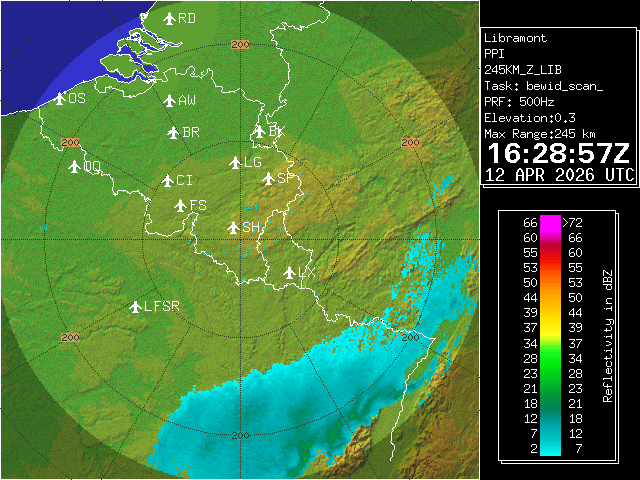 RD
200
OS
AW
BR
BK
200
200
QQ
LG
CI
SP
FS
SH
LX
LFSR
200
200
200
Libramont
PPI
245KM_Z_LIB
Task: bewid_scan_
PRF: 500Hz
Elevation:0.3
Max Range:245 km
16:28:57Z
12 APR 2026 UTC
66 >72
60 66
55 60
53 55
50 53
44 50
39 44
37 39
34 37
28 34
23 28
21 23
18 21
12 18
7 12
2 7
Reflectivity in dBZ